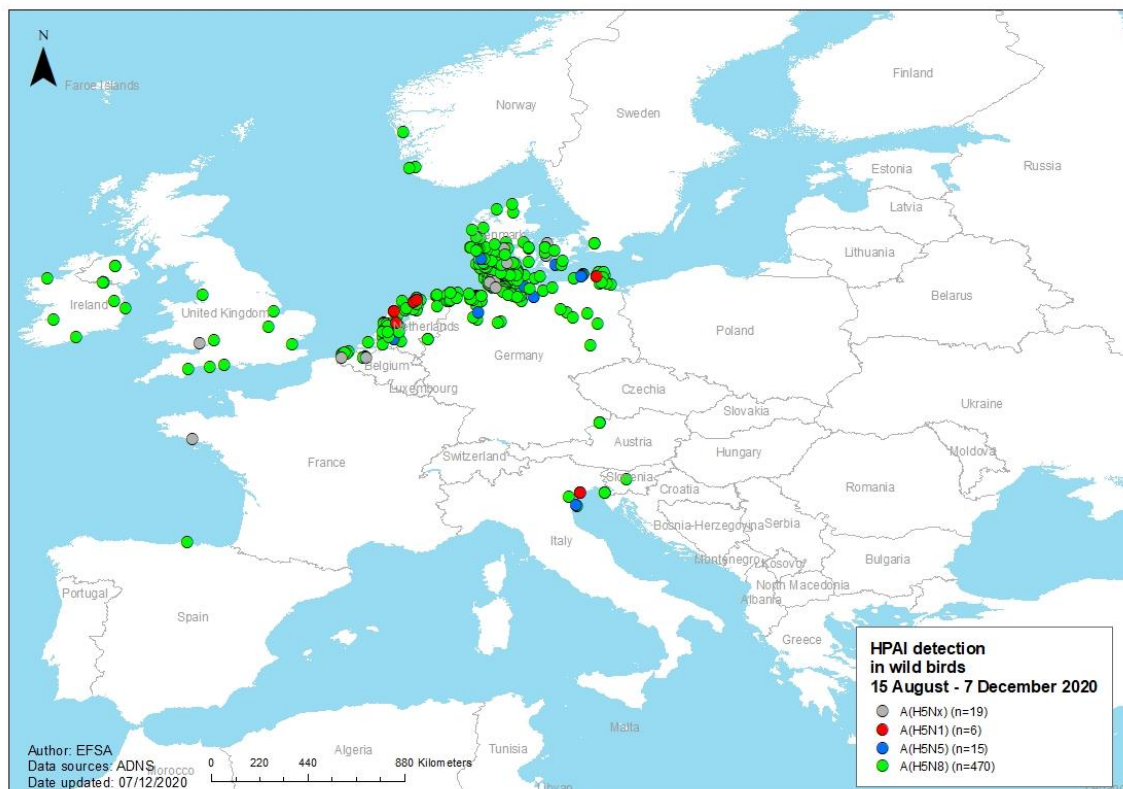 N
Faroe Islands
Finland
Norway
Sweden
Estonia
Russia
Latvia
Denmark
Lithuania
Ireland
United Kingdom
Belarus
Netherlands
Poland
Germany
Belgium
Luxembourg
Czechia
Ukraine
Slovakia
Austria
Moldova
France
Switzerland
Hungary
Slovenia
Romania
Croatia
Bosnia-Herzegovina
Serbia
Italy
Montenegro
Kosovo
Bulgaria
Portugal
North Macedonia
Spain
Albania
Greece
HPAI detection
in wild birds
15 August - 7 December 2020
A(H5Nx) (n=19)
A(H5N1) (n=6)
A(H5N5) (n=15)
A(H5N8) (n=470)
Malta
Algeria
Tunisia
Morocco
Author: EFSA
Data sources: ADNS
Date updated: 07/12/2020
0 220 440 880 Kilometers